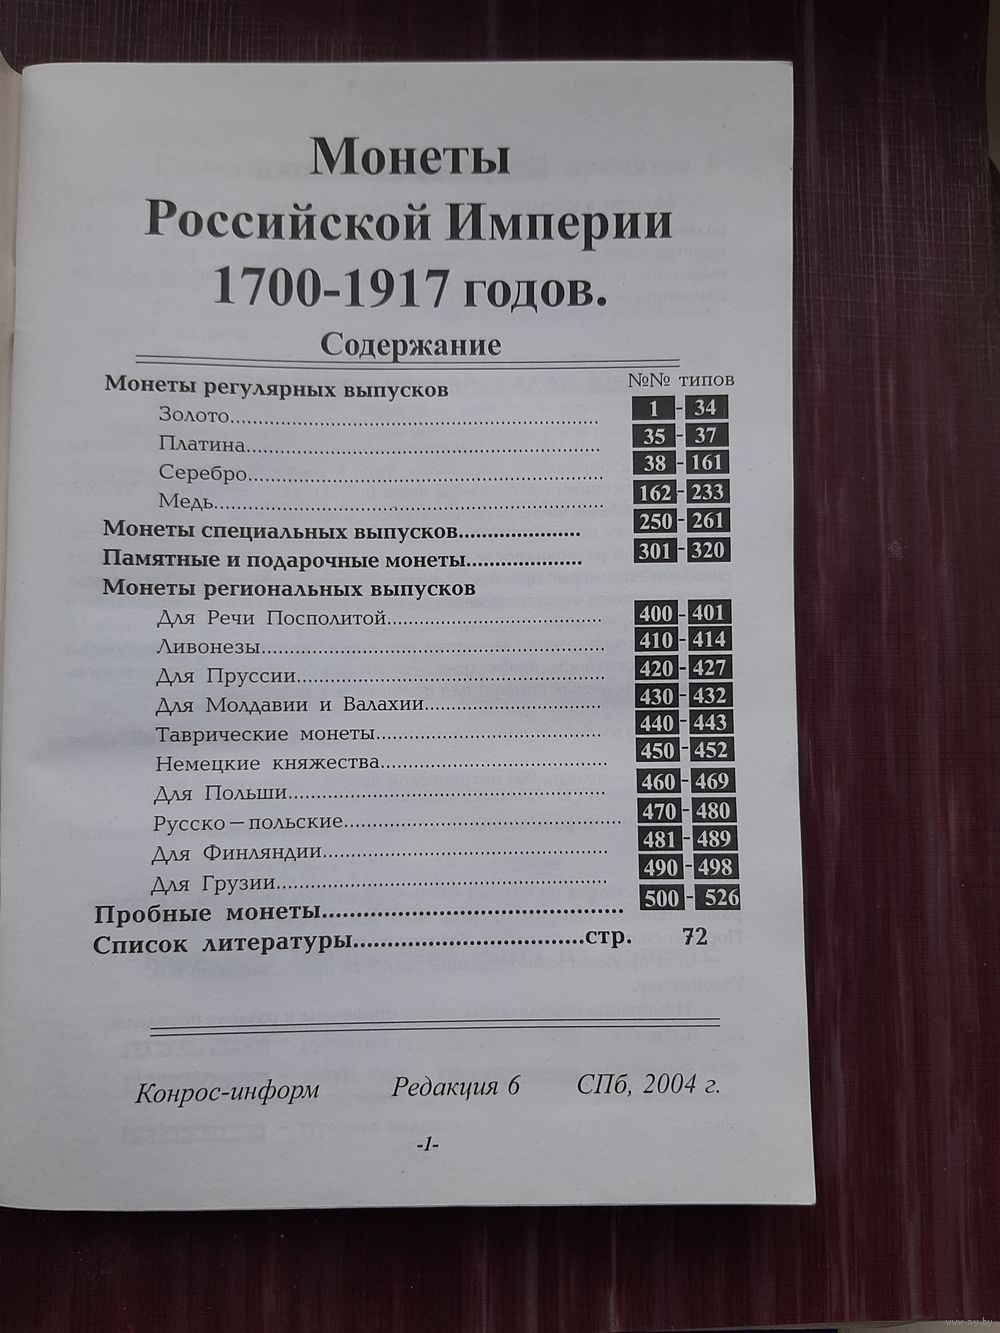 Монеты
Российской Империи
1700-1917 годов.
Содержание
Монеты регулярных выпусков №№ типов
Золото........................................................... 1 - 34
Платина........................................................ 35 - 37
Серебро........................................................ 38 - 161
Медь............................................................. 162 - 233
Монеты специальных выпусков..................... 250 - 261
Памятные и подарочные монеты.................... 301 - 320
Монеты региональных выпусков
Для Речи Посполитой................................... 400 - 401
Ливонезы...................................................... 410 - 414
Для Пруссии................................................. 420 - 427
Для Молдавии и Валахии............................. 430 - 432
Таврические монеты..................................... 440 - 443
Немецкие княжества..................................... 450 - 452
Для Польши................................................... 460 - 469
Русско – польские............................................ 470 - 480
Для Финляндии............................................. 481 - 489
Для Грузии..................................................... 490 - 498
Пробные монеты........................................ 500 - 526
Список литературы.................................стр. 72
Конрос-информ Редакция 6 СПб, 2004 г.
-1-
www.ay.by